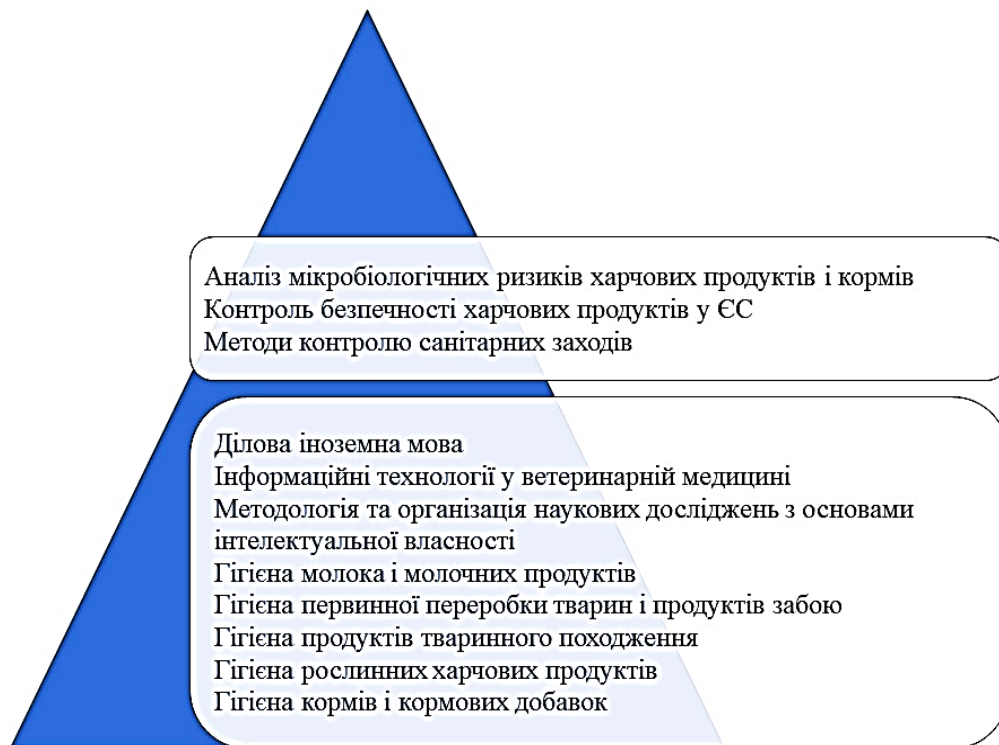 Аналіз мікробіологічних ризиків харчових продуктів і кормів
Контроль безпечності харчових продуктів у ЄС
Методи контролю санітарних заходів
Ділова іноземна мова
Інформаційні технології у ветеринарній медицині
Методологія та організація наукових досліджень з основами
інтелектуальної власності
Гігієна молока і молочних продуктів
Гігієна первинної переробки тварин і продуктів забою
Гігієна продуктів тваринного походження
Гігієна рослинних харчових продуктів
Гігієна кормів і кормових добавок